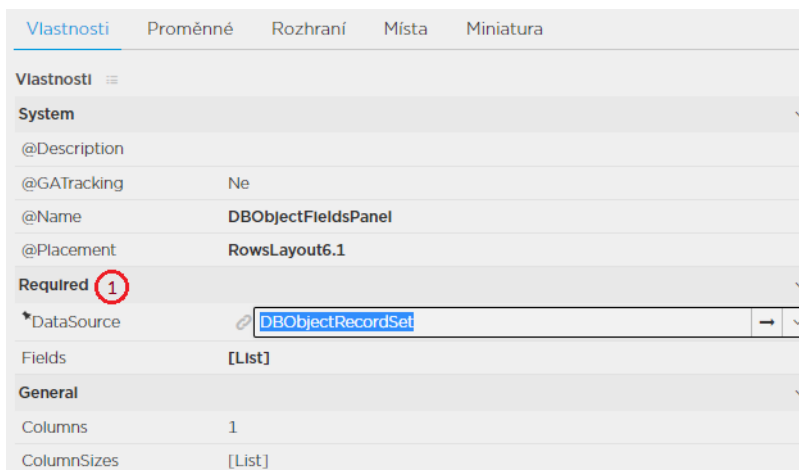 Vlastnosti Proměnné Rozhraní Místa Miniatura
Vlastnosti
System
@Description
@GATracking Ne
@Name DBObjectFieldsPanel
@Placement RowsLayout6.1
Required 1
*DataSource DBObjectRecordSet
Fields [List]
General
Columns 1
ColumnSizes [List]